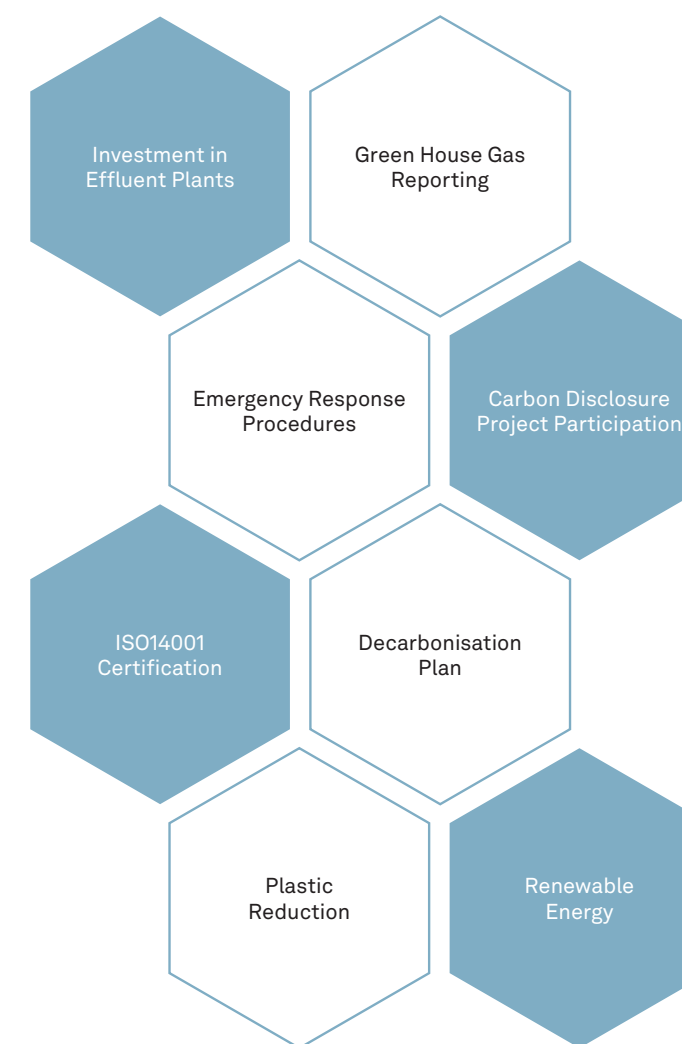 Investment in
Effluent Plants
Green House Gas
Reporting
Emergency Response
Procedures
Carbon Disclosure
Project Participation
ISO14001
Certification
Decarbonisation
Plan
Plastic
Reduction
Renewable
Energy